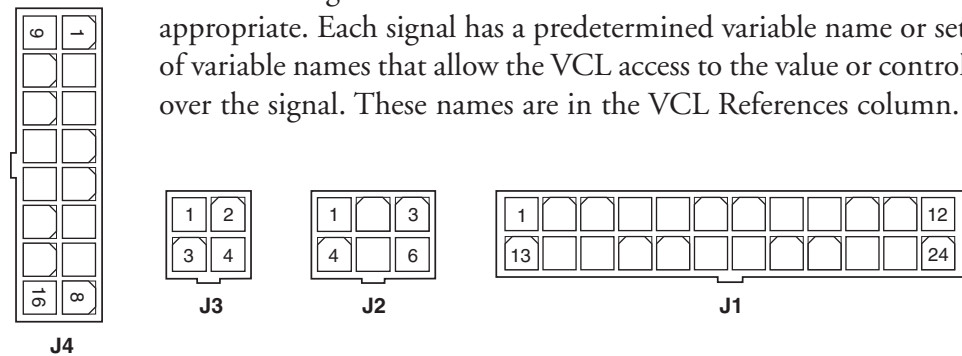 appropriate. Each signal has a predetermined variable name or set
of variable names that allow the VCL access to the value or control
over the signal. These names are in the VCL References column.
9 1
16 8
J4
1 2
3 4
J3
1 3
4 6
J2
1 12
13 24
J1